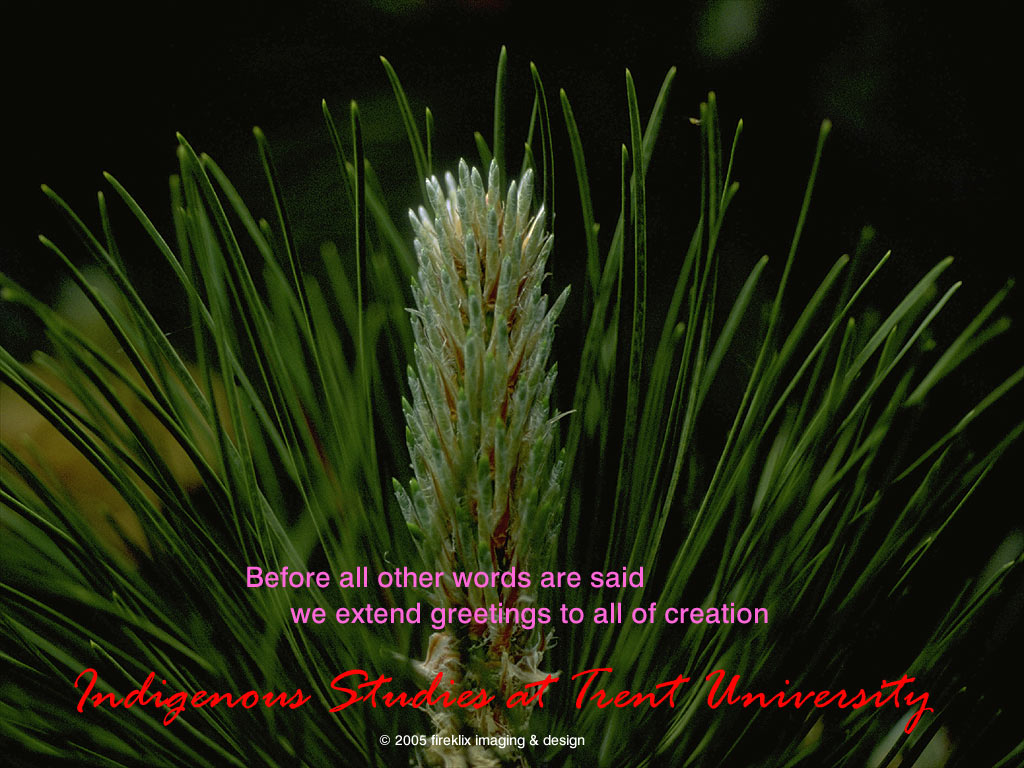 Before all other words are said
we extend greetings to all of creation
Indigenous Studies at Trent University
© 2005 fireklix imaging & design